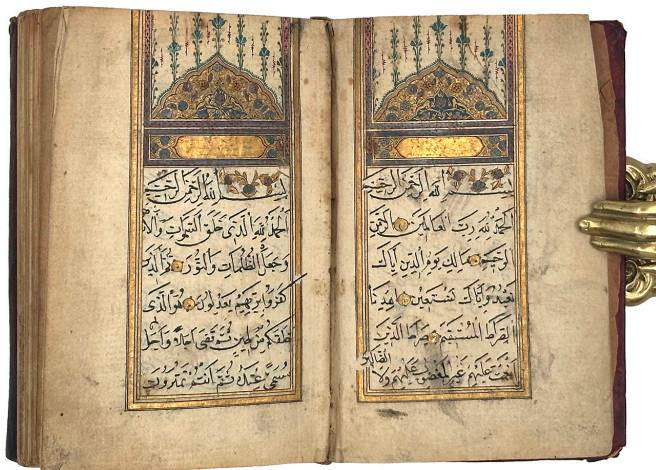 بسم الله الرحمن الرحيم
الحمد لله رب العالمين الرحمن
الرحيم مالك يوم الدين اياك
نعبد واياك نستعين اهدنا
الصراط المستقيم صراط الذين
انعمت عليهم غير المغضوب عليهم ولا
الضالين
بسم الله الرحمن الرحيم
الحمد لله الذي خلق السموات والارض
وجعل الظلمات والنور ثم الذين
كفروا بربهم يعدلون هو الذي
خلقكم من طين ثم قضى اجلا واجل
مسمى عنده ثم انتم تمترون